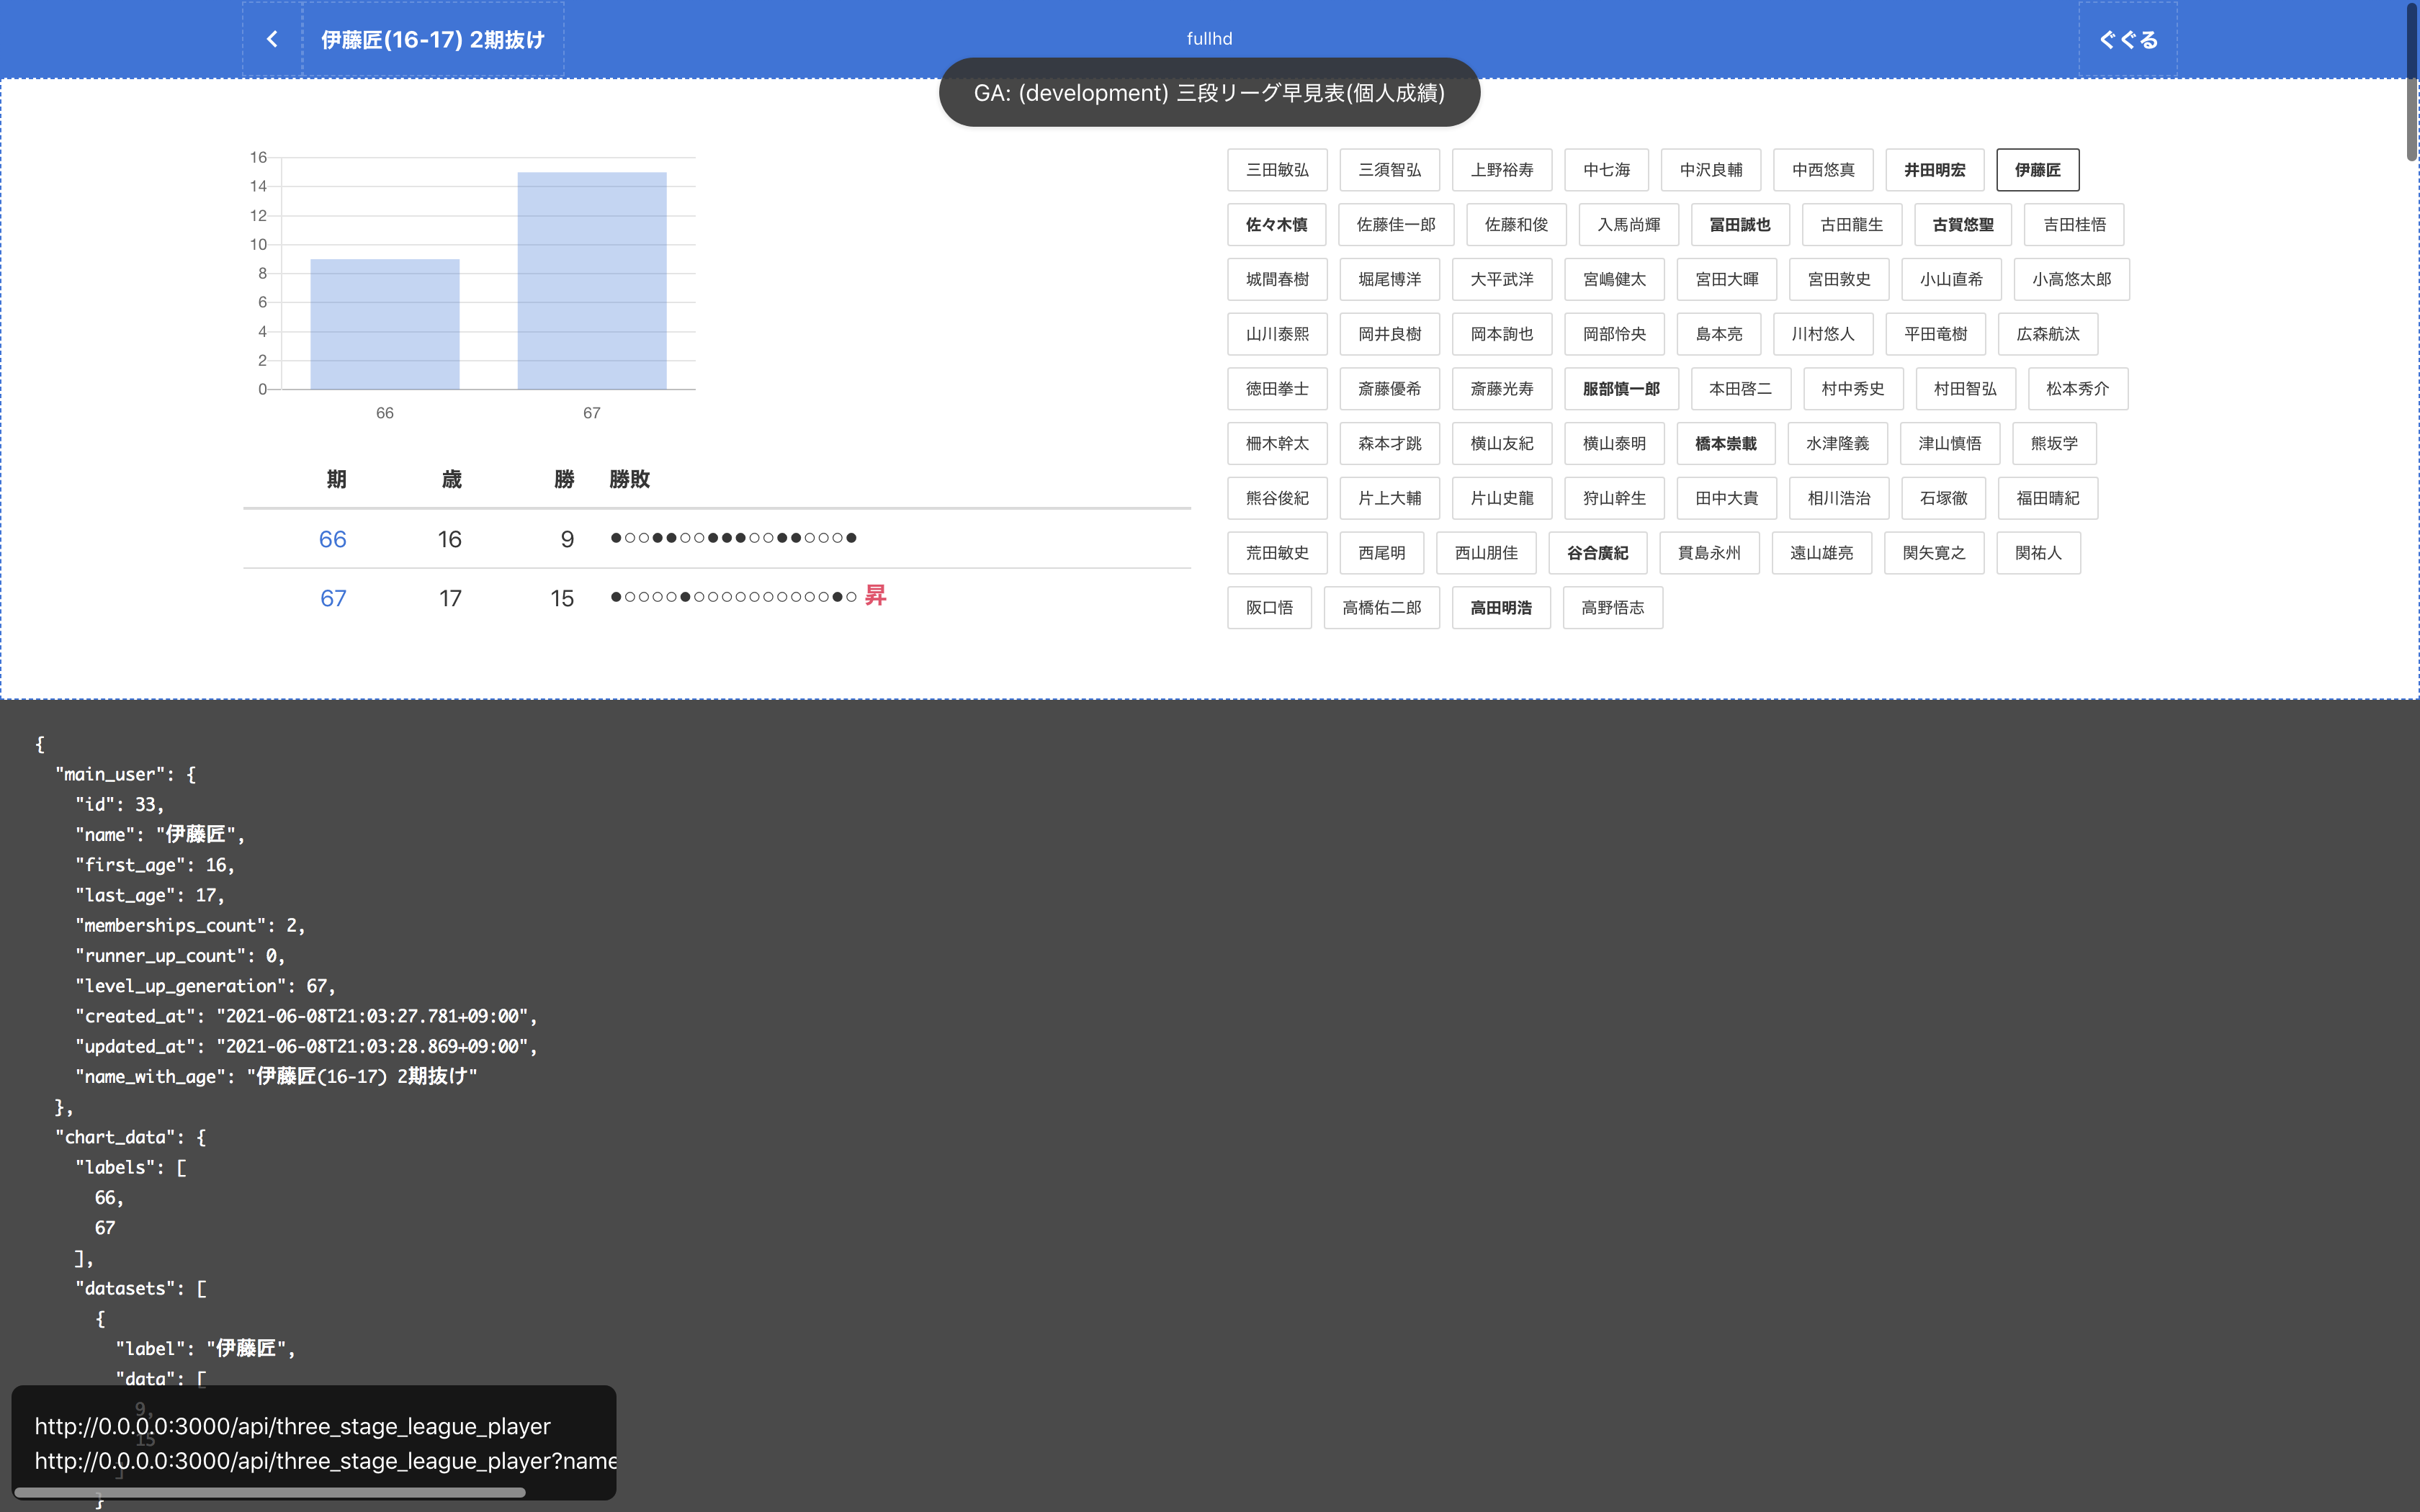 伊藤匠(16-17) 2期抜け
fullhd
ぐぐる
GA: (development) 三段リーグ早見表(個人成績)
16
14
12
10
8
6
4
2
0
66 67
期 歳 勝 勝敗
66 16 9 ●○○●●○○●●●○○●●○○○●
67 17 15 ●○○○○●○○○○○○○○○○●○ 昇
三田敏弘 三須智弘 上野裕寿 中七海 中沢良輔 中西悠真 井田明宏 伊藤匠
佐々木慎 佐藤佳一郎 佐藤和俊 入馬尚輝 冨田誠也 古田龍生 古賀悠聖 吉田桂悟
城間春樹 堀尾博洋 大平武洋 宮嶋健太 宮田大暉 宮田敦史 小山直希 小高悠太郎
山川泰熙 岡井良樹 岡本詢也 岡部怜央 島本亮 川村悠人 平田竜樹 広森航汰
徳田拳士 斎藤優希 斎藤光寿 服部慎一郎 本田啓二 村中秀史 村田智弘 松本秀介
柵木幹太 森本才跳 横山友紀 横山泰明 橋本崇載 水津隆義 津山慎悟 熊坂学
熊谷俊紀 片上大輔 片山史龍 狩山幹生 田中大貴 相川浩治 石塚徹 福田晴紀
荒田敏史 西尾明 西山朋佳 谷合廣紀 貫島永州 遠山雄亮 関矢寛之 関祐人
阪口悟 高橋佑二郎 高田明浩 高野悟志
{
"main_user": {
"id": 33,
"name": "伊藤匠",
"first_age": 16,
"last_age": 17,
"memberships_count": 2,
"runner_up_count": 0,
"level_up_generation": 67,
"created_at": "2021-06-08T21:03:27.781+09:00",
"updated_at": "2021-06-08T21:03:28.869+09:00",
"name_with_age": "伊藤匠(16-17) 2期抜け"
},
"chart_data": {
"labels": [
66,
67
],
"datasets": [
{
"label": "伊藤匠",
"data": [
9,
15
]
}
http://0.0.0.0:3000/api/three_stage_league_player
http://0.0.0.0:3000/api/three_stage_league_player?name